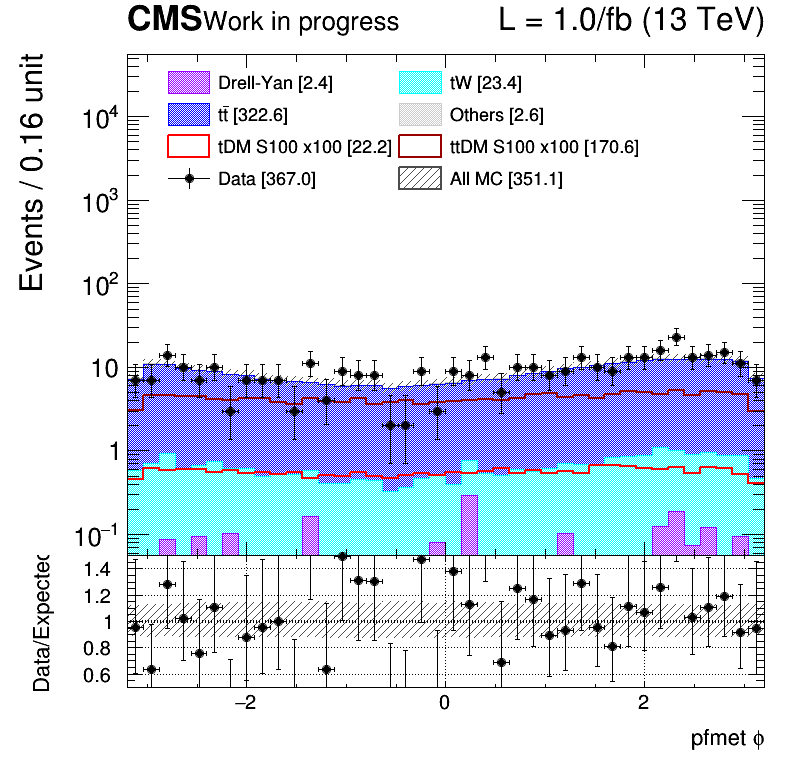 CMS Work in progress L = 1.0/fb (13 TeV)
Drell-Yan [2.4] tW [23.4]
tt̄ [322.6] Others [2.6]
tDM S100 x100 [22.2] ttDM S100 x100 [170.6]
Data [367.0] All MC [351.1]
Events / 0.16 unit
10⁴
10³
10²
10
1
10⁻¹
Data/Expected
1.4
1.2
1
0.8
0.6
−2 0 2
pfmet ϕ